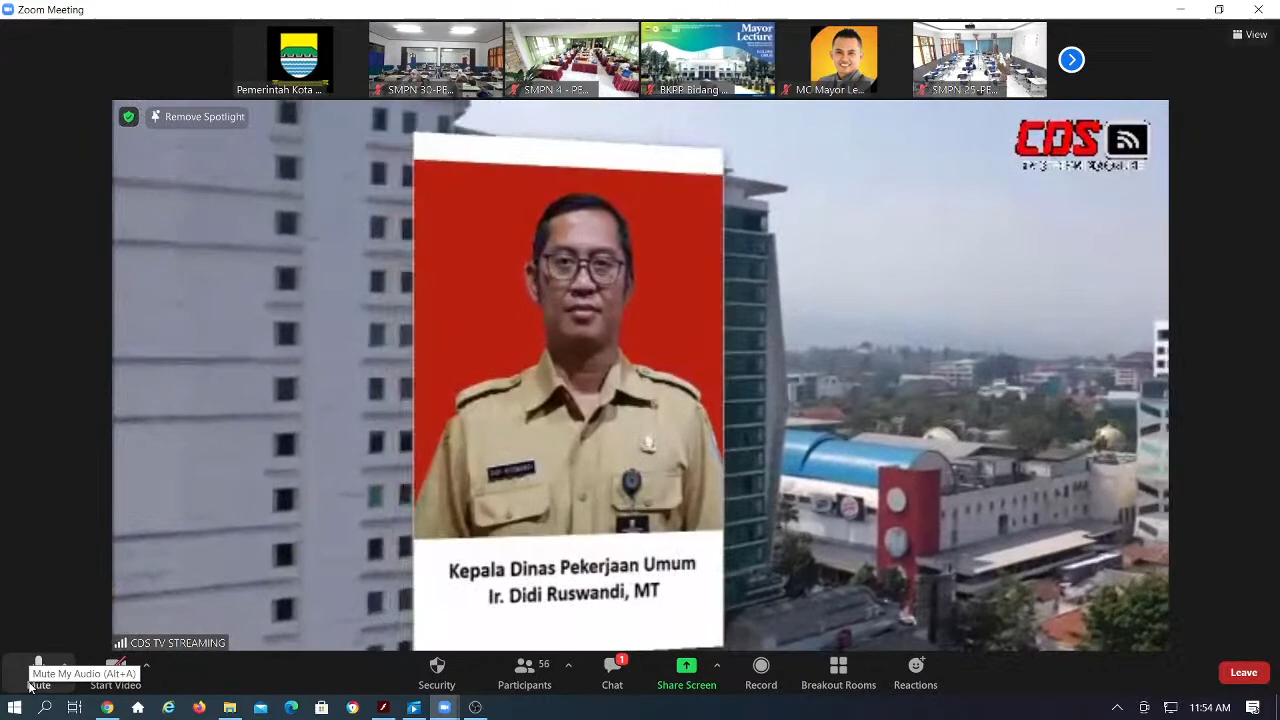 Zoom Meeting
View
Pemerintah Kota ...
SMPN 30-PE...
SMPN 4 - PE...
Mayor
Lecture
BKPP Bidang ...
MC Mayor Le...
SMPN 25-PE...
Remove Spotlight
CDS
Kepala Dinas Pekerjaan Umum
Ir. Didi Ruswandi, MT
CDS TV STREAMING
Mute My Audio (Alt+A)
Mute
Start Video
Security
56
Participants
1
Chat
Share Screen
Record
Breakout Rooms
Reactions
Leave
11:54 AM